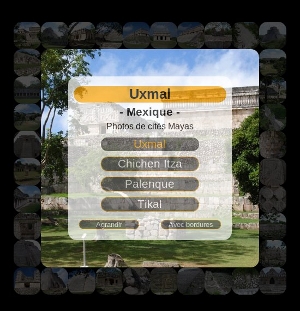 Uxmal
- Mexique -
Photos de cités Mayas
Uxmal
Chichen Itza
Palenque
Tikal
Agrandir
Avec bordures